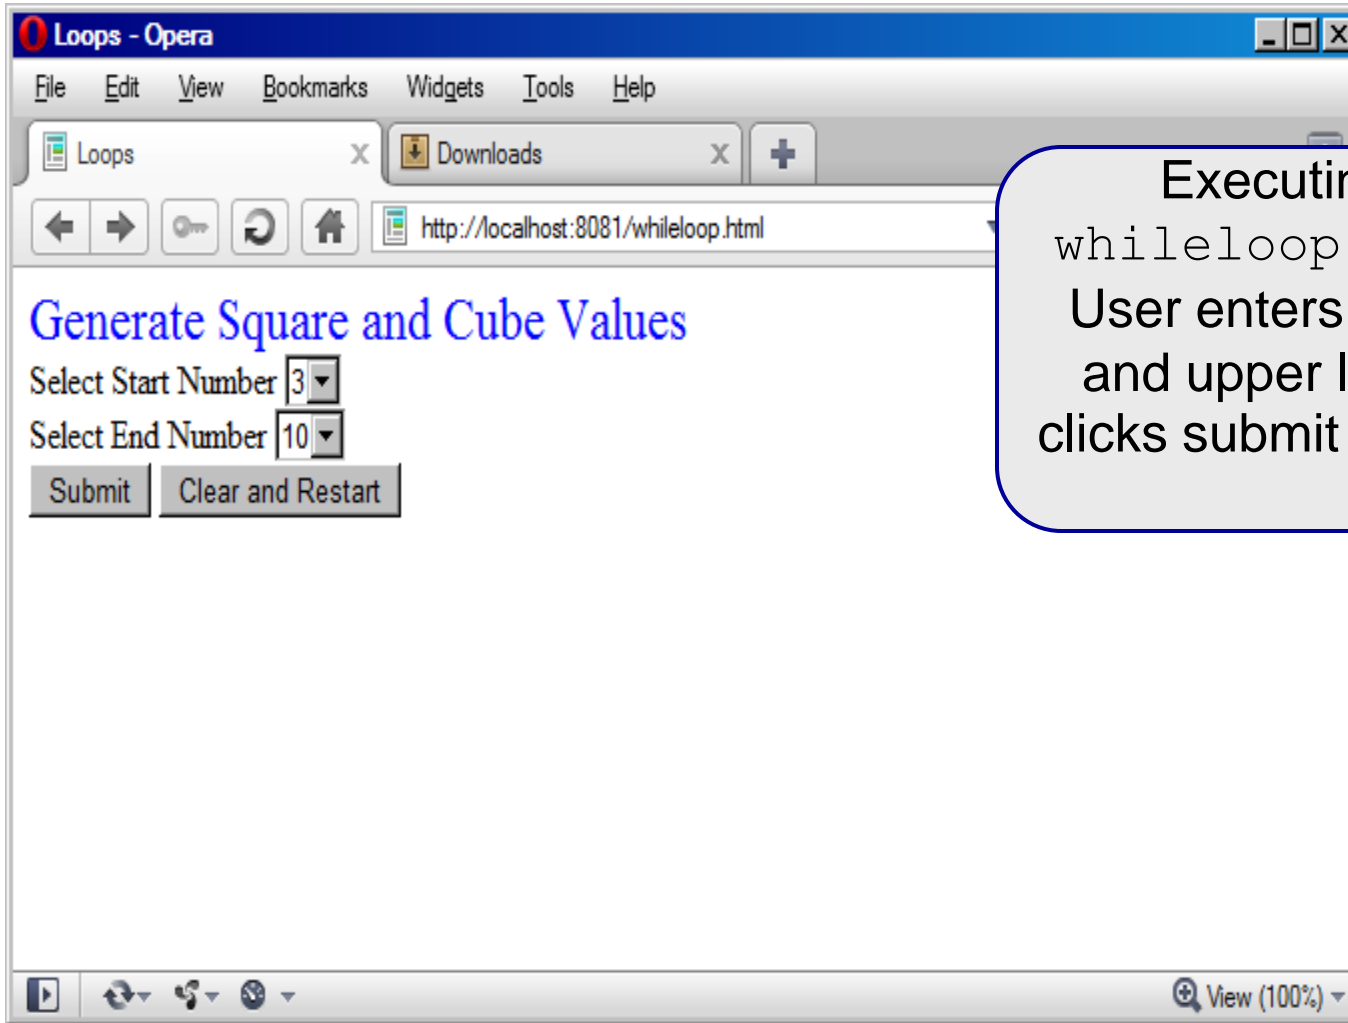 Loops - Opera
File Edit View Bookmarks Widgets Tools Help
Loops Downloads
http://localhost:8081/whileloop.html
Generate Square and Cube Values
Select Start Number 3
Select End Number 10
Submit Clear and Restart
whileloop
User enters
and upper
clicks submit
View (100%)